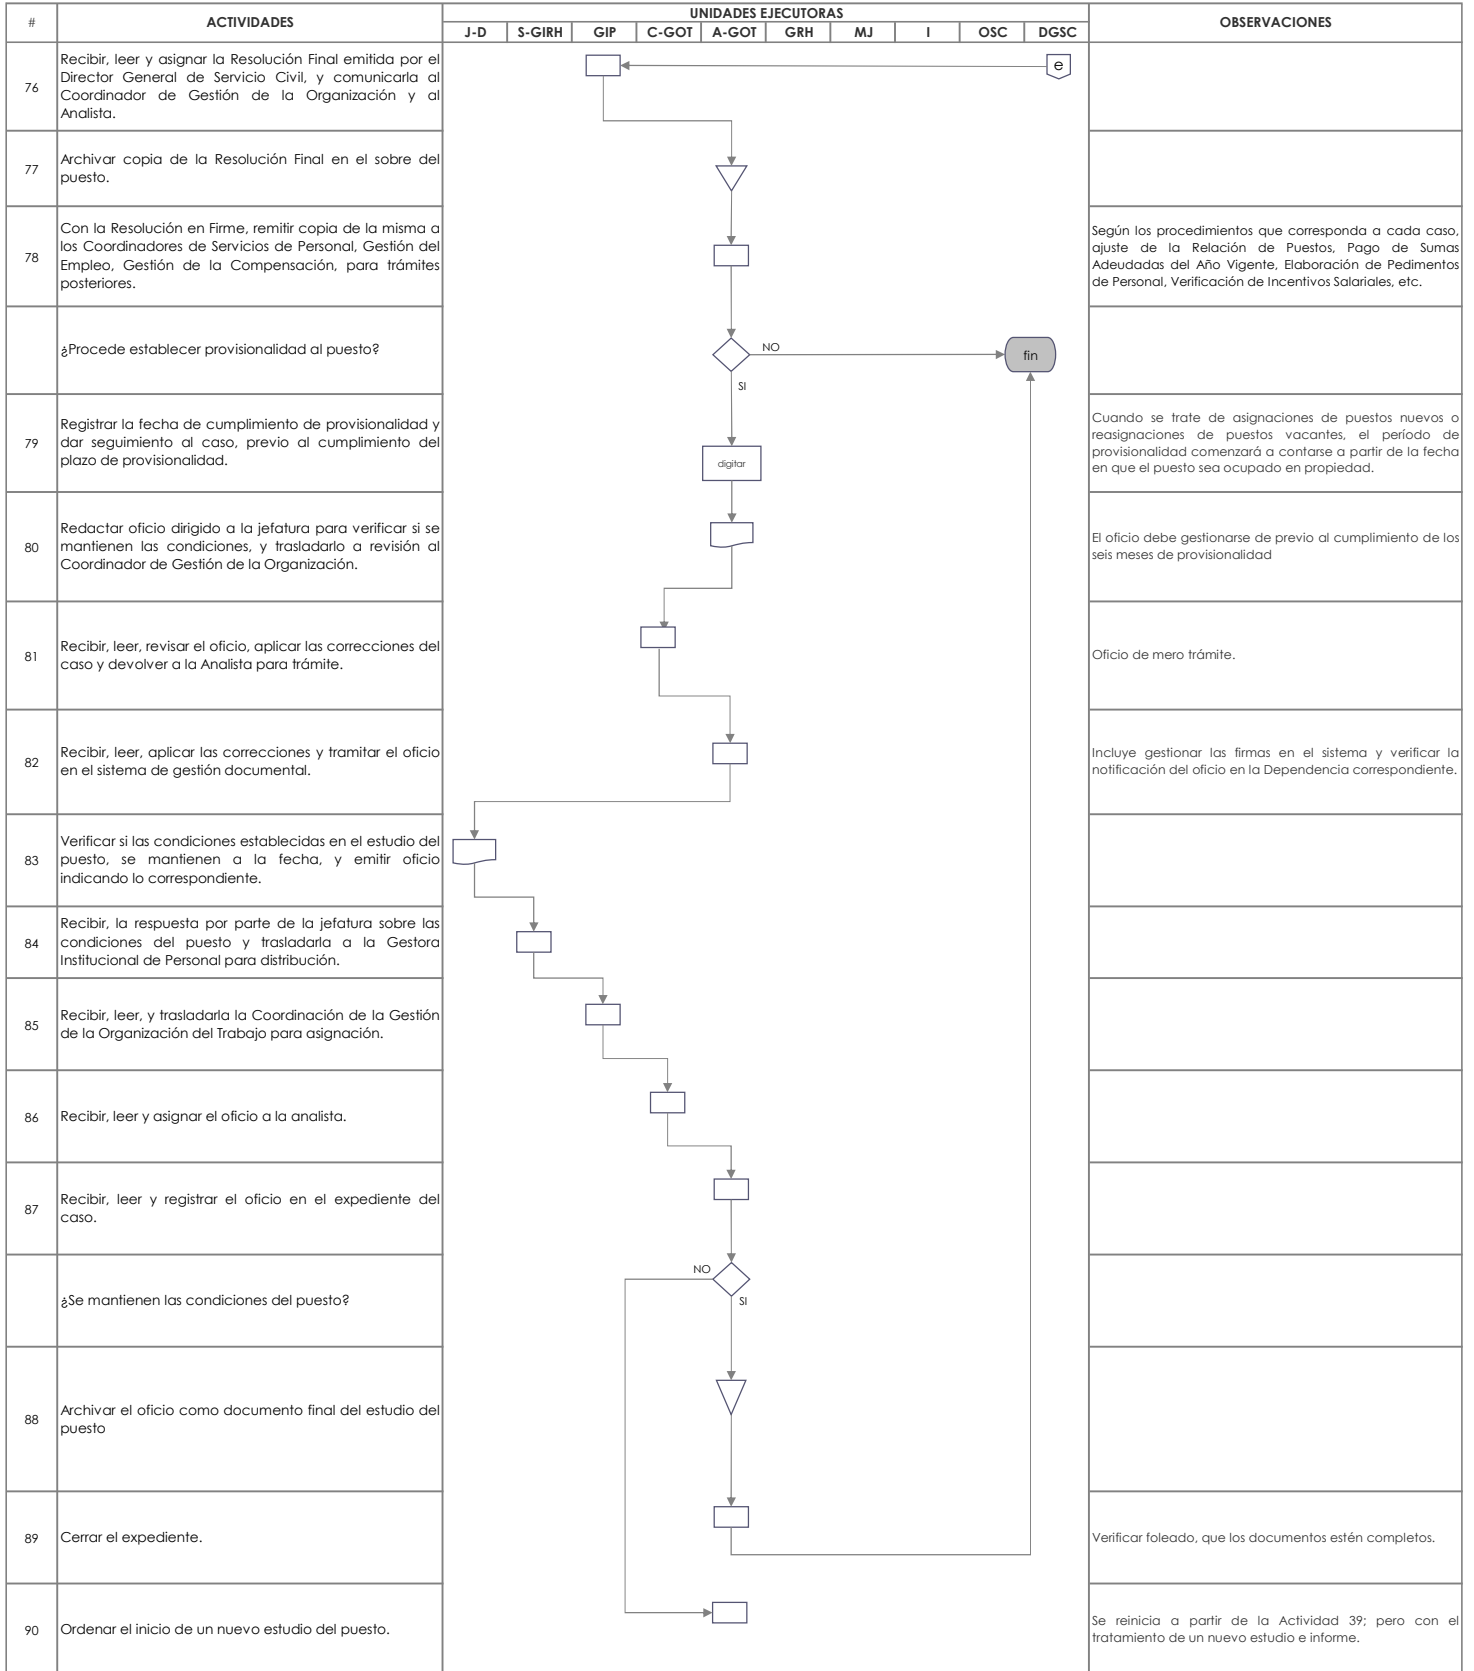 # ACTIVIDADES UNIDADES EJECUTORAS OBSERVACIONES
J-D S-GIRH GIP C-GOT A-GOT GRH MJ I OSC DGSC
76
Recibir, leer y asignar la Resolución Final emitida por el
Director General de Servicio Civil, y comunicarla al
Coordinador de Gestión de la Organización y al
Analista.
e
77
Archivar copia de la Resolución Final en el sobre del
puesto.
78
Con la Resolución en Firme, remitir copia de la misma a
los Coordinadores de Servicios de Personal, Gestión del
Empleo, Gestión de la Compensación, para trámites
posteriores.
Según los procedimientos que corresponda a cada caso,
ajuste de la Relación de Puestos, Pago de Sumas
Adeudadas del Año Vigente, Elaboración de Pedimentos
de Personal, Verificación de Incentivos Salariales, etc.
¿Procede establecer provisionalidad al puesto?
NO
fin
SI
79
Registrar la fecha de cumplimiento de provisionalidad y
dar seguimiento al caso, previo al cumplimiento del
plazo de provisionalidad.
digitar
Cuando se trate de asignaciones de puestos nuevos o
reasignaciones de puestos vacantes, el período de
provisionalidad comenzará a contarse a partir de la fecha
en que el puesto sea ocupado en propiedad.
80
Redactar oficio dirigido a la jefatura para verificar si se
mantienen las condiciones, y trasladarlo a revisión al
Coordinador de Gestión de la Organización.
El oficio debe gestionarse de previo al cumplimiento de los
seis meses de provisionalidad
81
Recibir, leer, revisar el oficio, aplicar las correcciones del
caso y devolver a la Analista para trámite.
Oficio de mero trámite.
82
Recibir, leer, aplicar las correcciones y tramitar el oficio
en el sistema de gestión documental.
Incluye gestionar las firmas en el sistema y verificar la
notificación del oficio en la Dependencia correspondiente.
83
Verificar si las condiciones establecidas en el estudio del
puesto, se mantienen a la fecha, y emitir oficio
indicando lo correspondiente.
84
Recibir, la respuesta por parte de la jefatura sobre las
condiciones del puesto y trasladarla a la Gestora
Institucional de Personal para distribución.
85
Recibir, leer, y trasladarla la Coordinación de la Gestión
de la Organización del Trabajo para asignación.
86
Recibir, leer y asignar el oficio a la analista.
87
Recibir, leer y registrar el oficio en el expediente del
caso.
¿Se mantienen las condiciones del puesto?
NO
SI
88
Archivar el oficio como documento final del estudio del
puesto
89
Cerrar el expediente.
Verificar foleado, que los documentos estén completos.
90
Ordenar el inicio de un nuevo estudio del puesto.
Se reinicia a partir de la Actividad 39; pero con el
tratamiento de un nuevo estudio e informe.